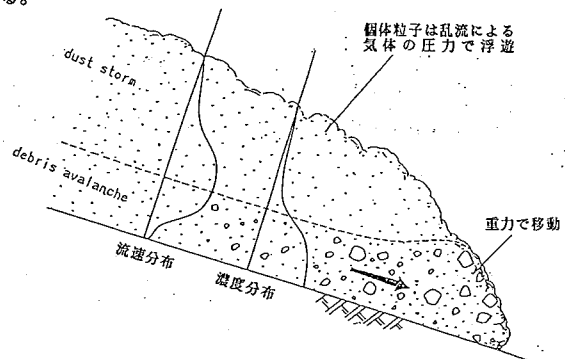 dust storm
debris avalanche
個体粒子は乱流による
気体の圧力で浮遊
重力で移動
流速分布
濃度分布